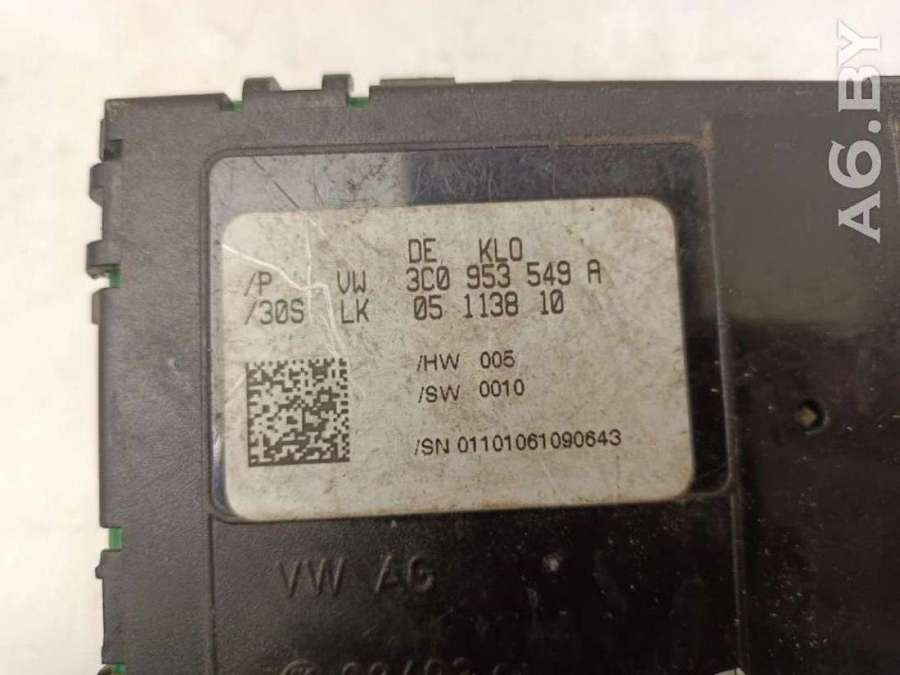 A6.BY
DE KLO
/P VW 3C0 953 549 A
/30S LK 05 1138 10
/HW 005
/SW 0010
/SN 01101061090643
VW AG